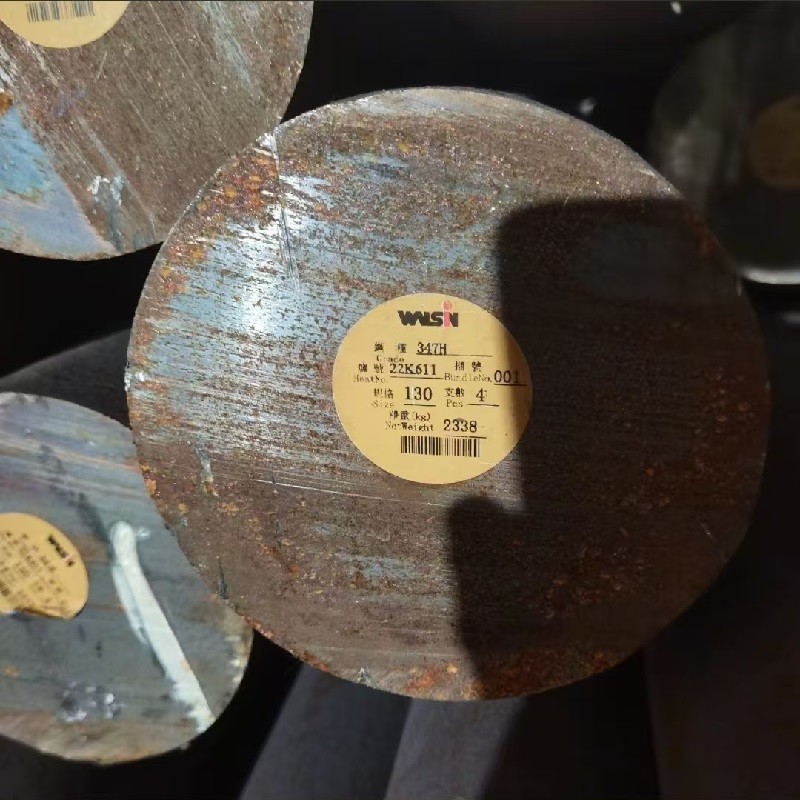 WALSIN
鋼 種 347H
Grade
爐 號 22K611 捆 號
HeatNo. BundleNo. 001
規格 130 支數 4
Size Pcs
淨重(kg)
NetWeight 2338
WALSIN